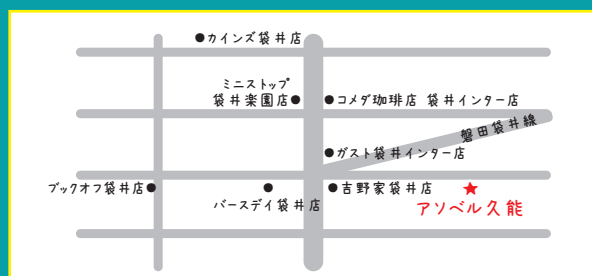 カインズ袋井店
ミニストップ
袋井楽園店
コメダ珈琲店 袋井インター店
磐田袋井線
ガスト袋井インター店
ブックオフ袋井店
バースデイ袋井店
吉野家袋井店
アソベル久能